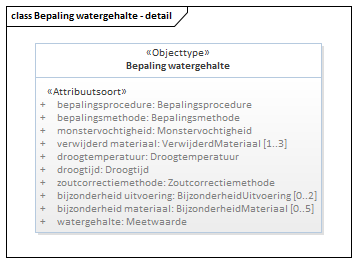 class Bepaling watergehalte - detail
«Objecttype»
Bepaling watergehalte
«Attribuutsoort»
+ bepalingsprocedure: Bepalingsprocedure
+ bepalingsmethode: Bepalingsmethode
+ monstervochtigheid: Monstervochtigheid
+ verwijderd materiaal: VerwijderdMateriaal [1..3]
+ droogtemperatuur: Droogtemperatuur
+ droogtijd: Droogtijd
+ zoutcorrectiemethode: Zoutcorrectiemethode
+ bijzonderheid uitvoering: BijzonderheidUitvoering [0..2]
+ bijzonderheid materiaal: BijzonderheidMateriaal [0..5]
+ watergehalte: Meetwaarde